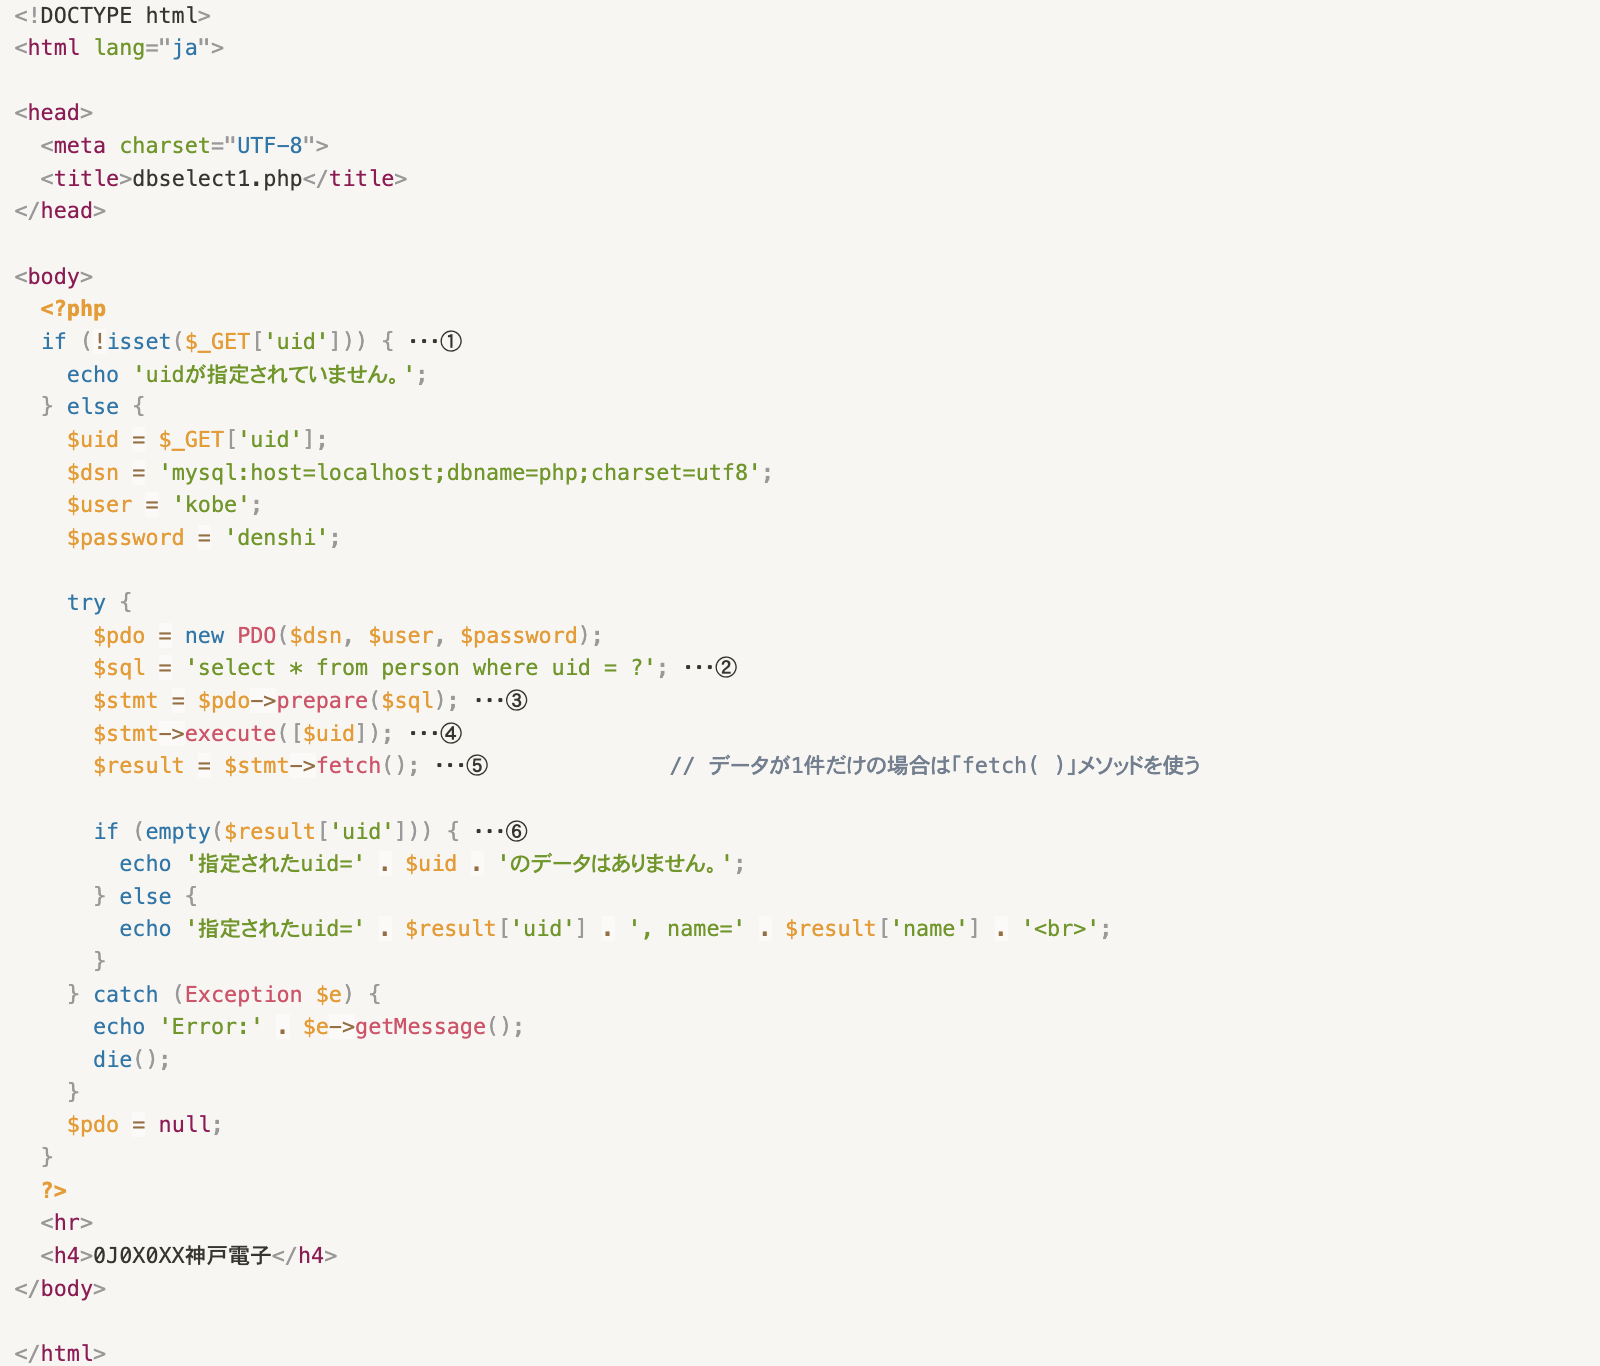 <!DOCTYPE html>
<html lang="ja">
<head>
<meta charset="UTF-8">
<title>dbselect1.php</title>
</head>
<body>
<?php
if (!isset($_GET['uid'])) { ･･･①
echo 'uidが指定されていません。';
} else {
$uid = $_GET['uid'];
$dsn = 'mysql:host=localhost;dbname=php;charset=utf8';
$user = 'kobe';
$password = 'denshi';
try {
$pdo = new PDO($dsn, $user, $password);
$sql = 'select * from person where uid = ?'; ･･･②
$stmt = $pdo->prepare($sql); ･･･③
$stmt->execute([$uid]); ･･･④
$result = $stmt->fetch(); ･･･⑤ // データが1件だけの場合は「fetch( )」メソッドを使う
if (empty($result['uid'])) { ･･･⑥
echo '指定されたuid=' . $uid . 'のデータはありません。';
} else {
echo '指定されたuid=' . $result['uid'] . ', name=' . $result['name'] . '<br>';
}
} catch (Exception $e) {
echo 'Error:' . $e->getMessage();
die();
}
$pdo = null;
}
?>
<hr>
<h4>0J0X0XX神戸電子</h4>
</body>
</html>